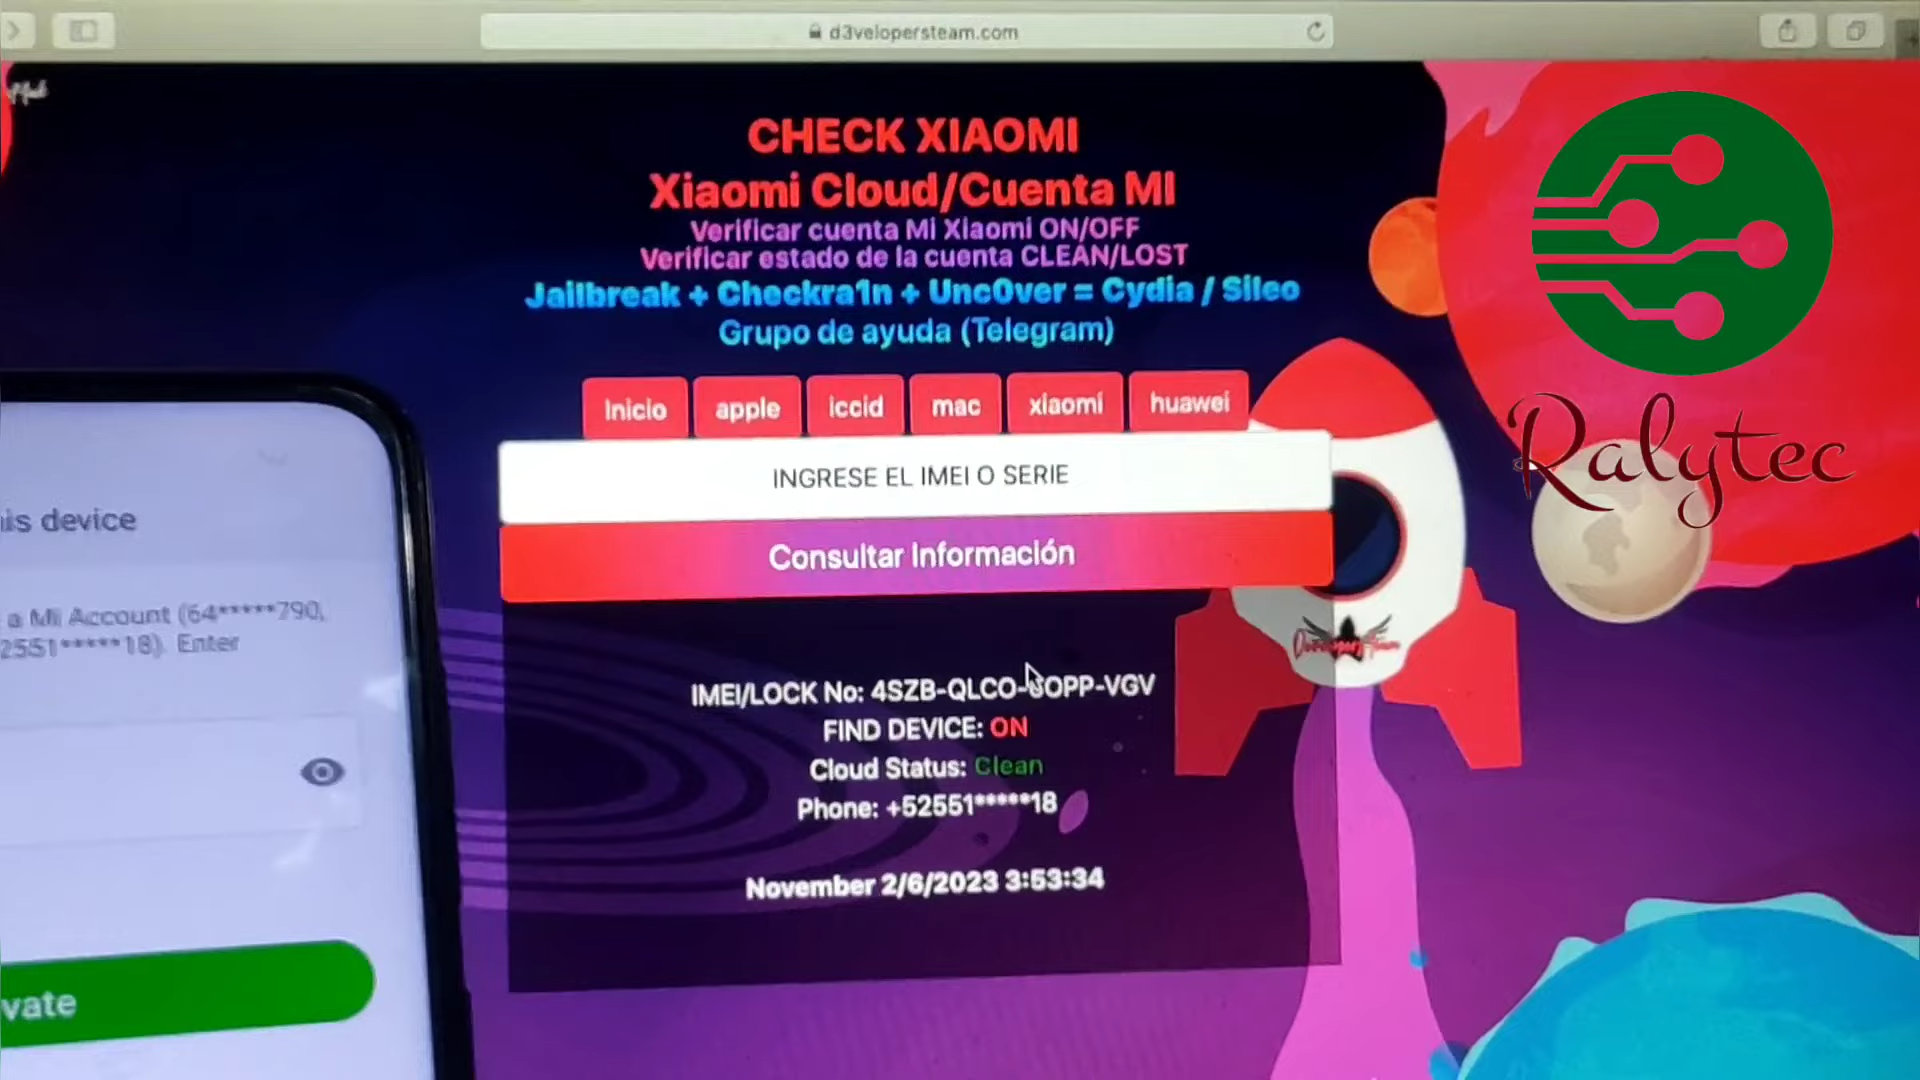 d3velopersteam.com
CHECK XIAOMI
Xiaomi Cloud/Cuenta MI
Verificar cuenta Mi Xiaomi ON/OFF
Verificar estado de la cuenta CLEAN/LOST
Jailbreak + Checkra1n + Unc0ver = Cydia / Sileo
Grupo de ayuda (Telegram)
Inicio apple iccid mac xiaomi huawei
INGRESE EL IMEI O SERIE
Consultar Información
IMEI/LOCK No: 4SZB-QLCO- OPP-VGV
FIND DEVICE: ON
Cloud Status: Clean
Phone: +52551*****18
November 2/6/2023 3:53:34
Ralytec
his device
a Mi Account (64*****790,
2551*****18). Enter
vate